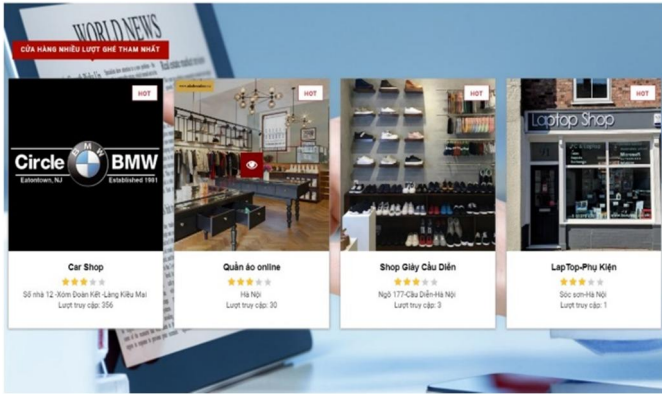 WORLD NEWS
CỬA HÀNG NHIỀU LƯỢT GHÉ THAM NHẤT
HOT
HOT
HOT
HOT
Circle BMW BMW
Eatontown, NJ Established 1981
Laptop Shop
Microsoft
Car Shop
Số nhà 12 -Xóm Đoàn Kết -Làng Kiều Mai
Lượt truy cập: 356
Quần áo online
Hà Nội
Lượt truy cập: 30
Shop Giày Cầu Diễn
Ngõ 177-Cầu Diễn-Hà Nội
Lượt truy cập: 3
LapTop-Phụ Kiện
Sóc sơn-Hà Nội
Lượt truy cập: 1